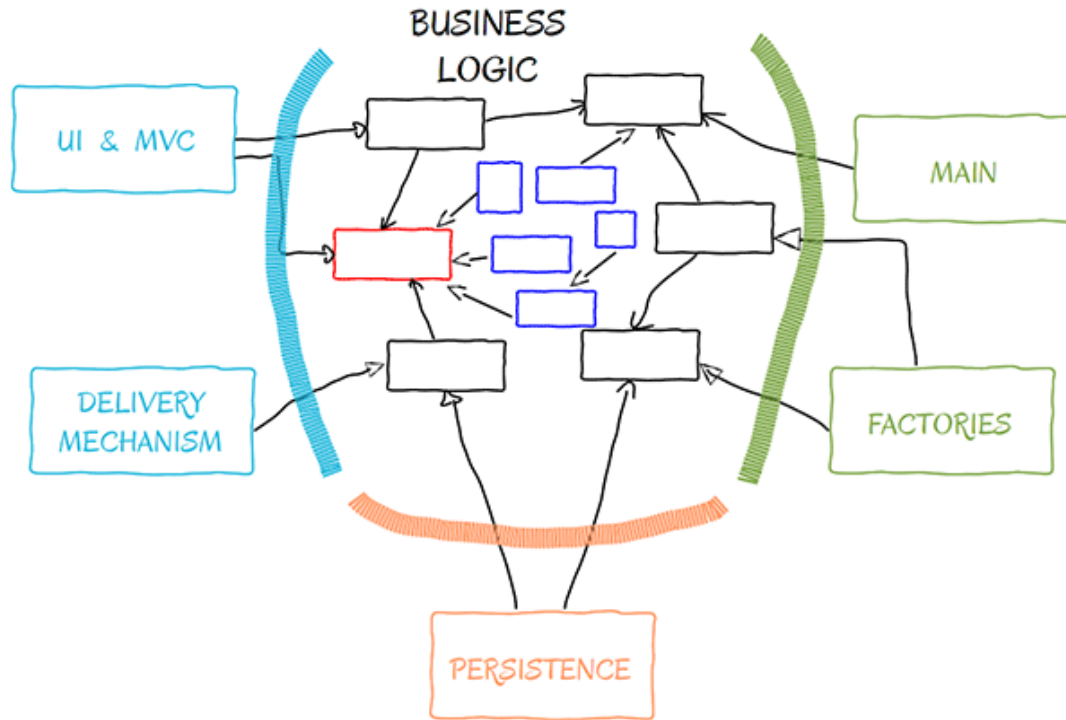 BUSINESS
LOGIC
UI & MVC
MAIN
DELIVERY
MECHANISM
FACTORIES
PERSISTENCE